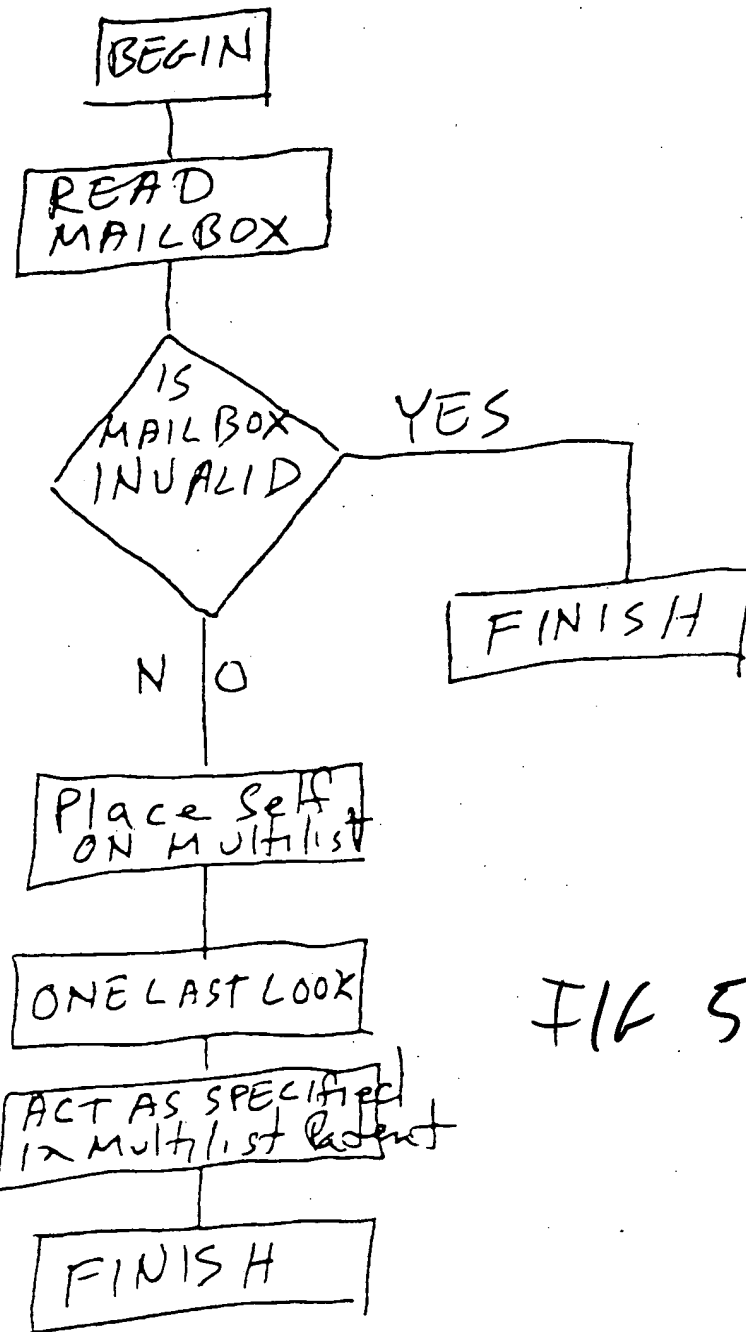 BEGIN
READ
MAILBOX
IS
MAILBOX
INVALID
YES
FINISH
NO
Place Self
ON Multilist
ONE LAST LOOK
ACT AS SPECIFied
in Multilist Patent
FINISH
FIG 5